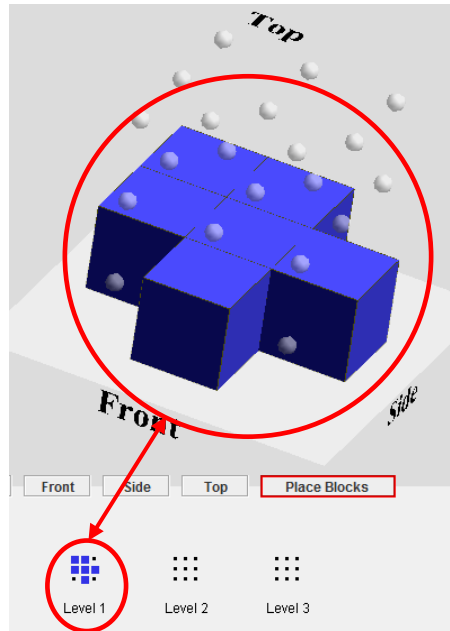 Top
Side
Front
Front Side Top Place Blocks
Level 1 Level 2 Level 3